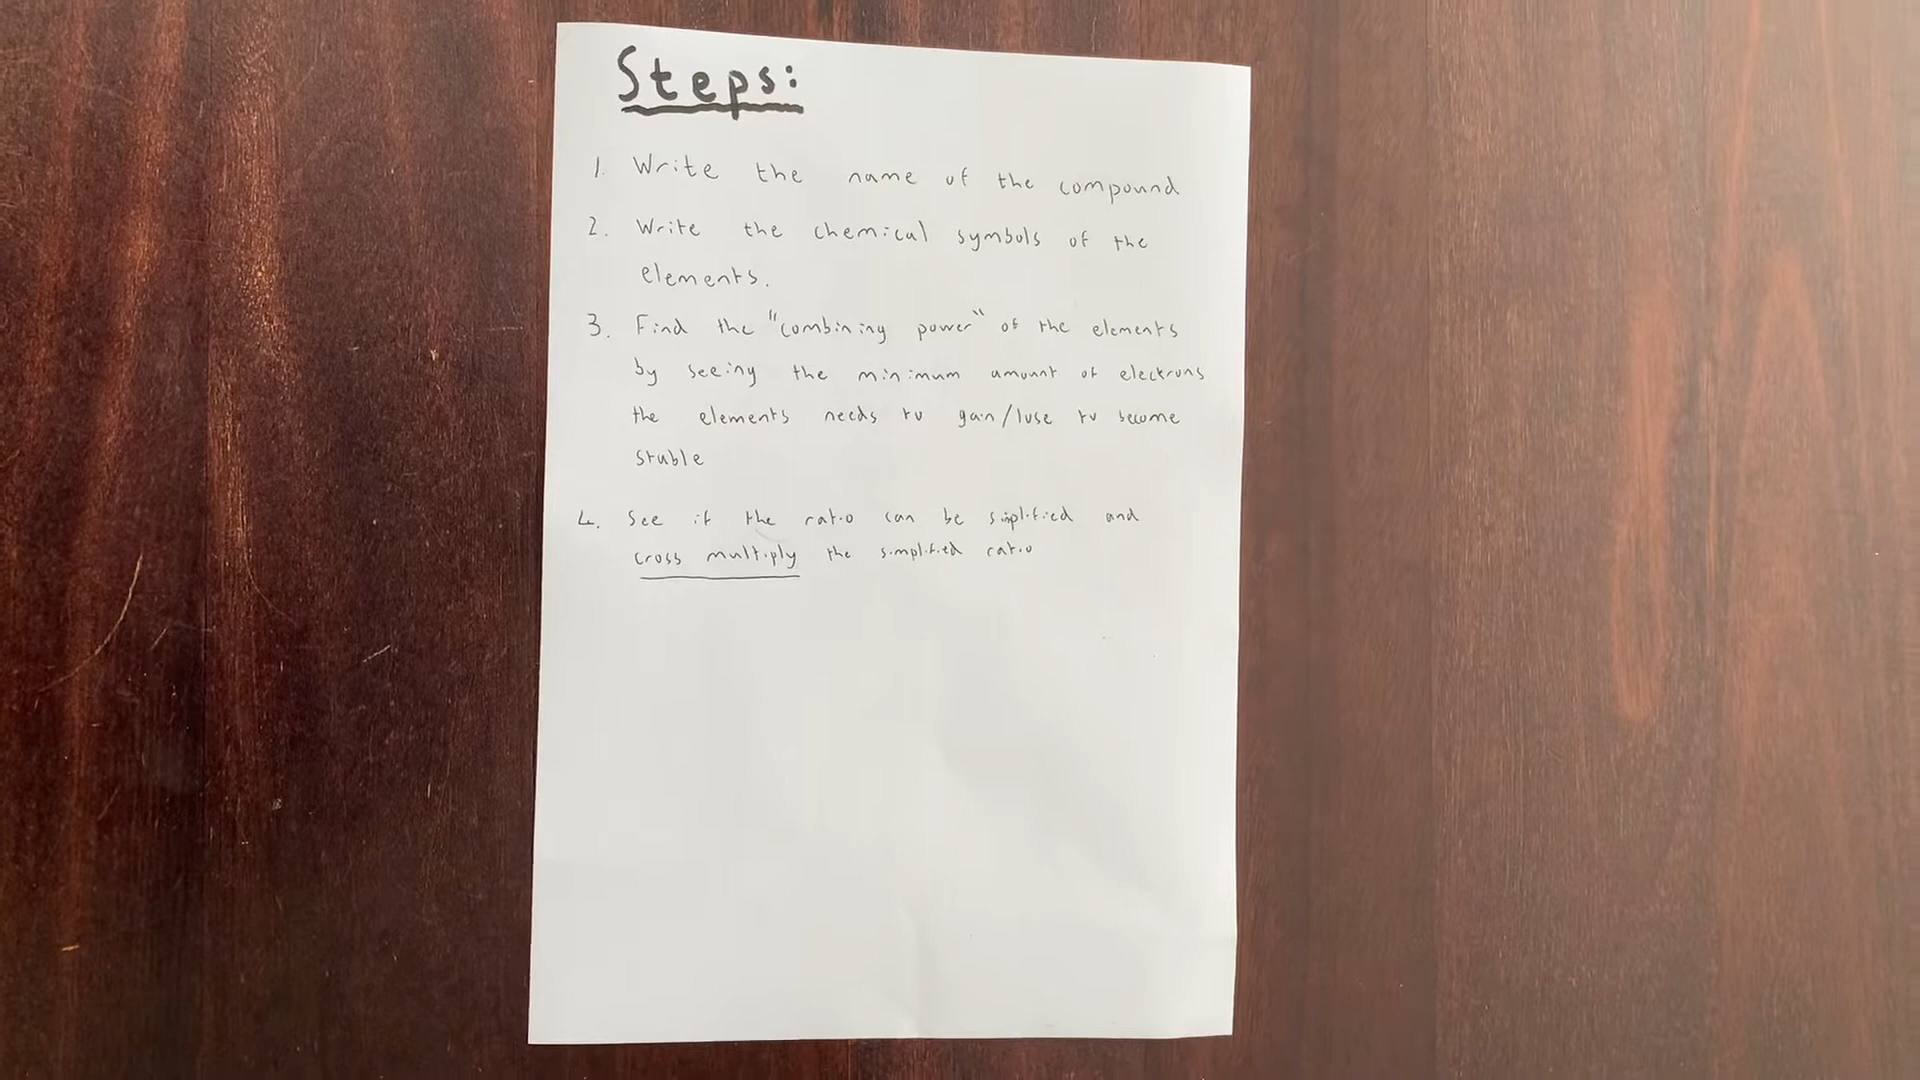 Steps:
1. Write the name of the compound
2. Write the chemical symbols of the
elements.
3. Find the "combining power" of the elements
by seeing the minimum amount of electrons
the elements needs to gain/lose to become
stable
4. See if the ratio can be simplified and
cross multiply the simplified ratio